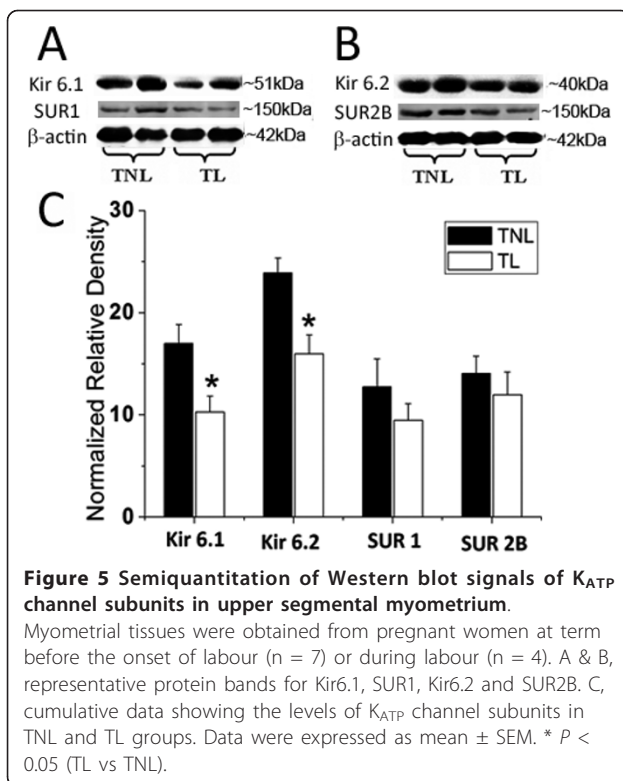 A
B
Kir 6.1 ~51kDa
SUR1 ~150kDa
β-actin ~42kDa
TNL TL
Kir 6.2 ~40kDa
SUR2B ~150kDa
β-actin ~42kDa
TNL TL
C
Normalized Relative Density
30
20
10
0
TNL
TL
*
*
Kir 6.1 Kir 6.2 SUR 1 SUR 2B
Figure 5 Semiquantitation of Western blot signals of KATP
channel subunits in upper segmental myometrium.
Myometrial tissues were obtained from pregnant women at term
before the onset of labour (n = 7) or during labour (n = 4). A & B,
representative protein bands for Kir6.1, SUR1, Kir6.2 and SUR2B. C,
cumulative data showing the levels of KATP channel subunits in
TNL and TL groups. Data were expressed as mean ± SEM. * P <
0.05 (TL vs TNL).